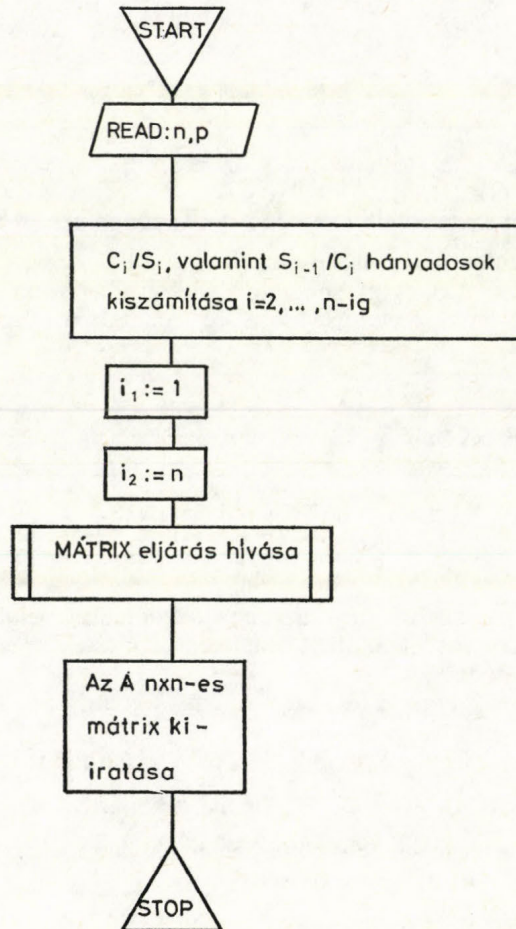 START
READ: n,p
C_i/S_i, valamint S_{i-1}/C_i hányadosok
kiszámítása i=2, ... ,n-ig
i_1 := 1
i_2 := n
MÁTRIX eljárás hívása
Az Á nxn-es
mátrix ki-
iratása
STOP